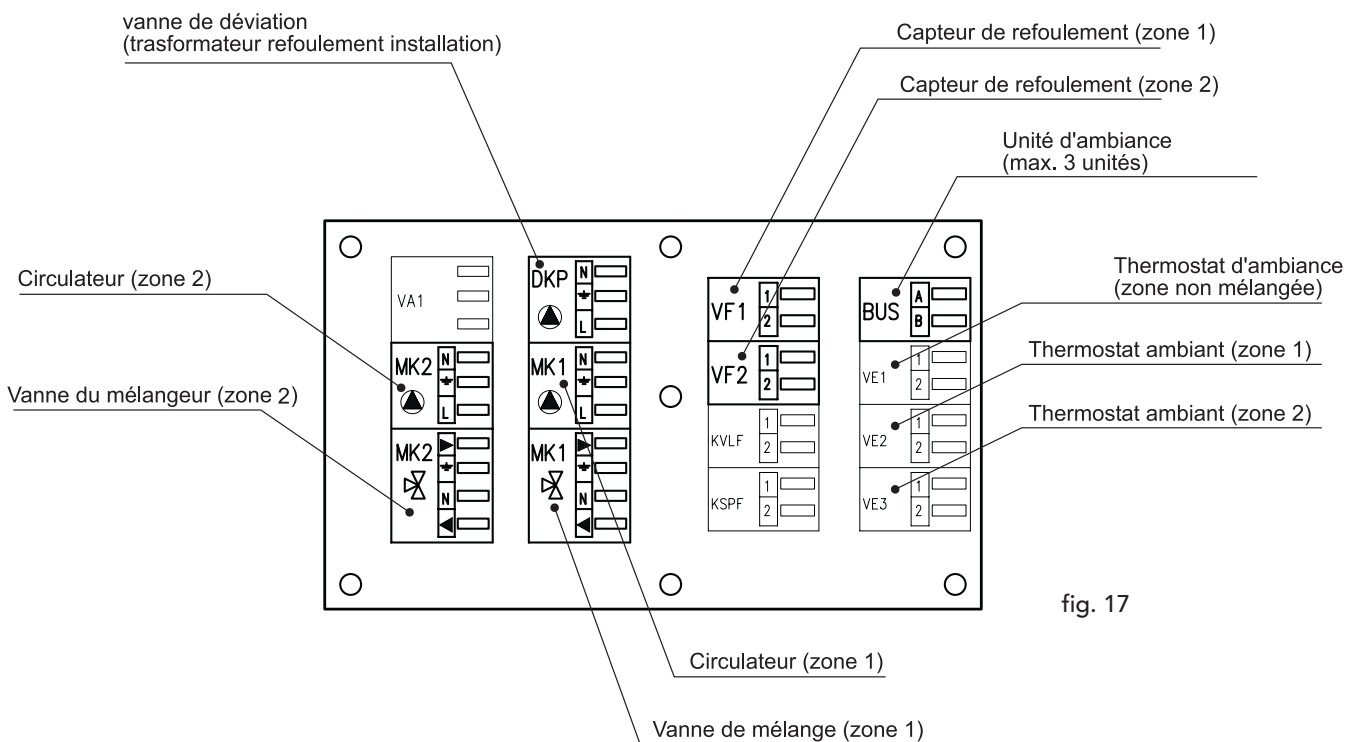 vanne de déviation
(trasformateur refoulement installation)
Capteur de refoulement (zone 1)
Capteur de refoulement (zone 2)
Unité d'ambiance
(max. 3 unités)
Circulateur (zone 2)
Vanne du mélangeur (zone 2)
Thermostat d'ambiance
(zone non mélangée)
Thermostat ambiant (zone 1)
Thermostat ambiant (zone 2)
VA1
MK2
N
L
MK2
N
DKP
N
L
MK1
N
L
MK1
N
VF1
1
2
VF2
1
2
KVLF
1
2
KSPF
1
2
BUS
A
B
VE1
1
2
VE2
1
2
VE3
1
2
fig. 17
Circulateur (zone 1)
Vanne de mélange (zone 1)